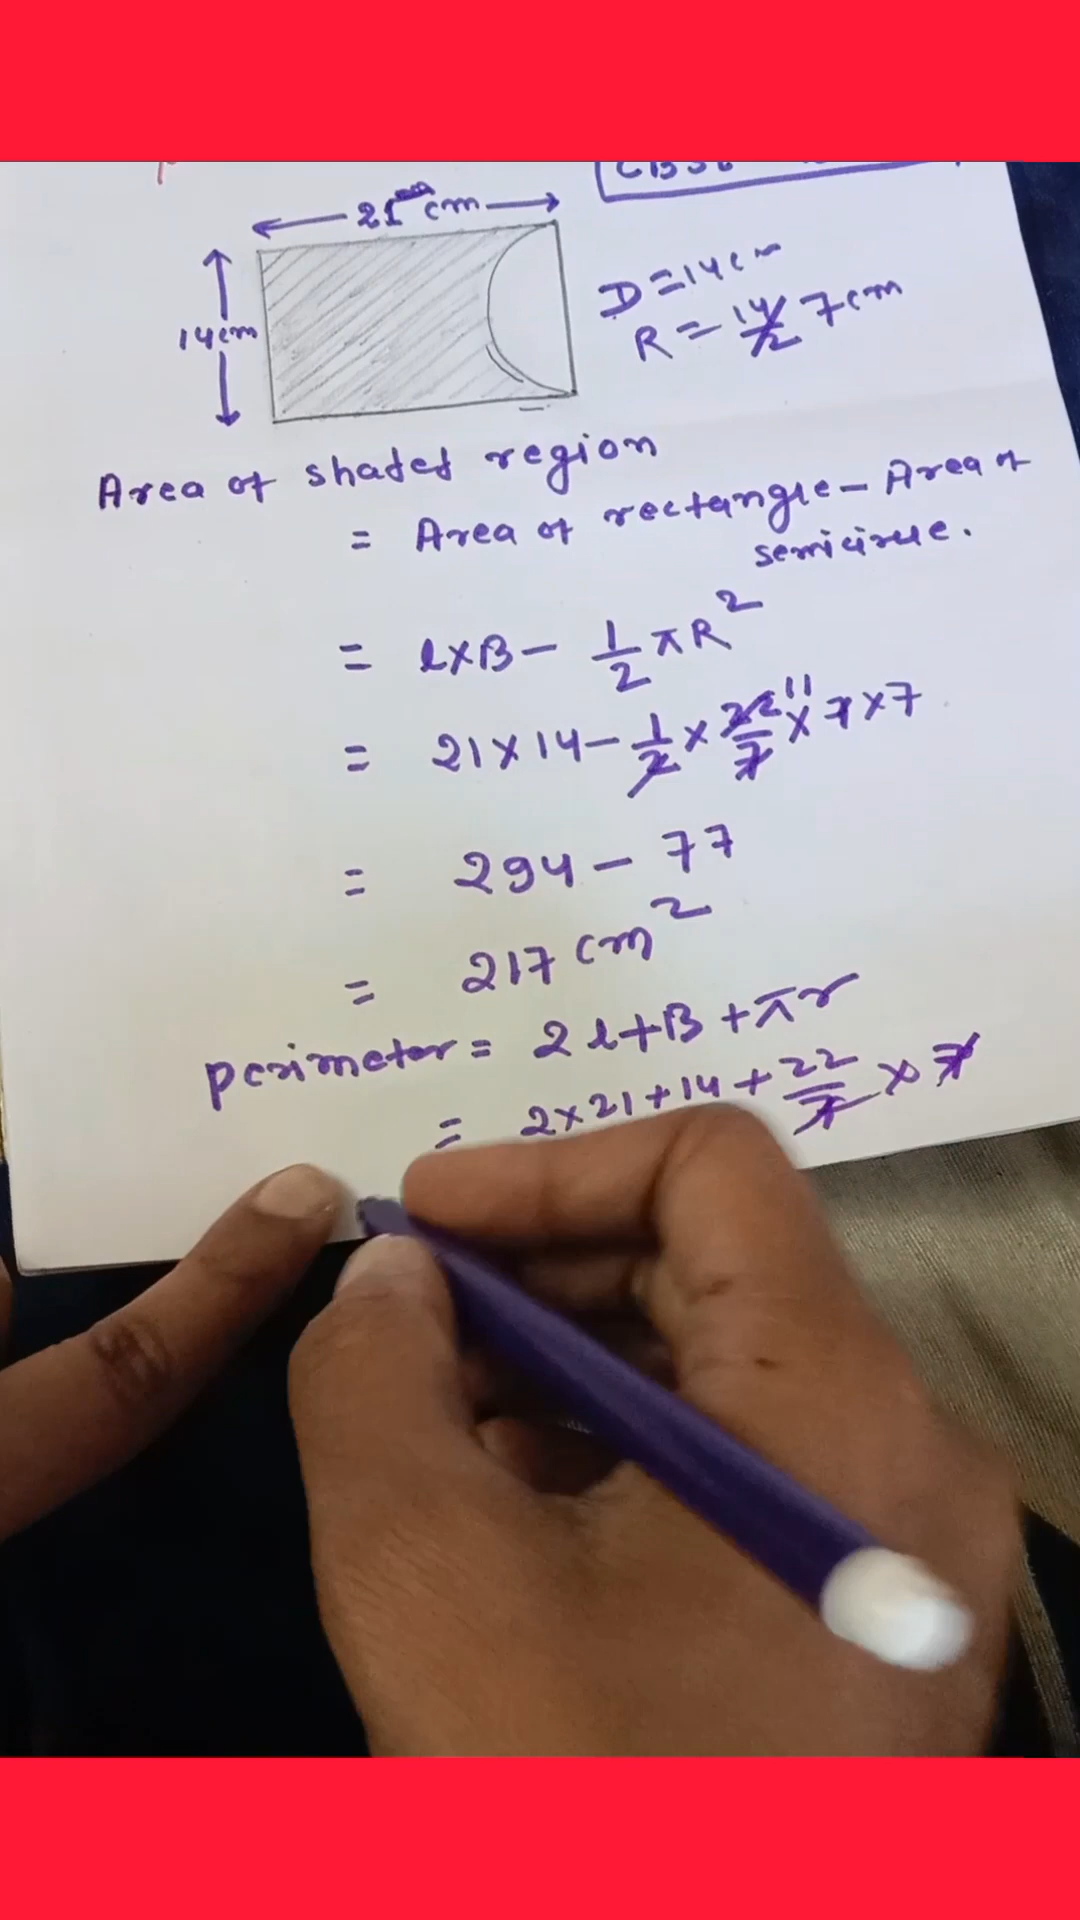 21 cm
14cm
D=14cm
R = 14/2 7cm
Area of shaded region
= Area of rectangle - Area of
semicircle.
= l×B - 1/2 πR²
= 21×14 - 1/2 × 22/7 11 × 7×7
= 294 - 77
= 217 cm²
perimeter = 2l+B+πr
= 2×21+14+22/7 × 7